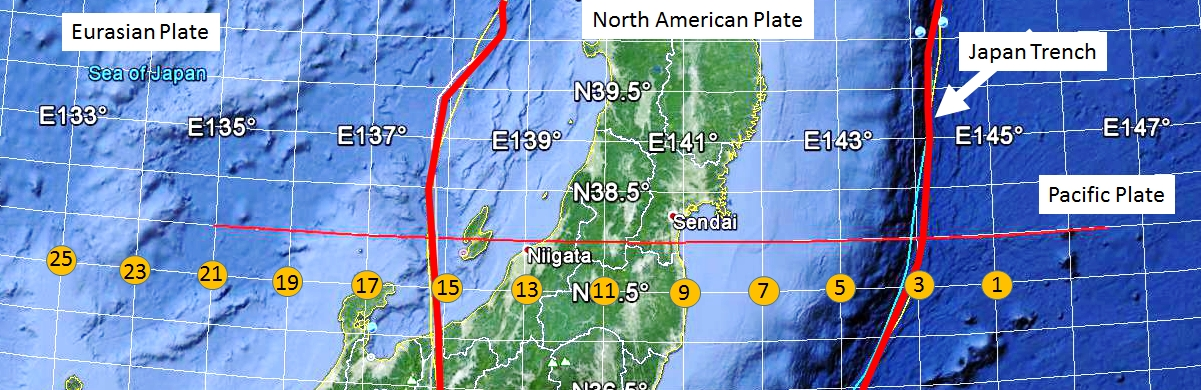 Eurasian Plate
North American Plate
Japan Trench
Sea of Japan
N39.5°
E133°
E135°
E137°
E139°
E141°
E143°
E145°
E147°
N38.5°
Pacific Plate
Sendai
Niigata
25
23
21
19
17
15
13
11
9
7
5
3
1
N36.5°